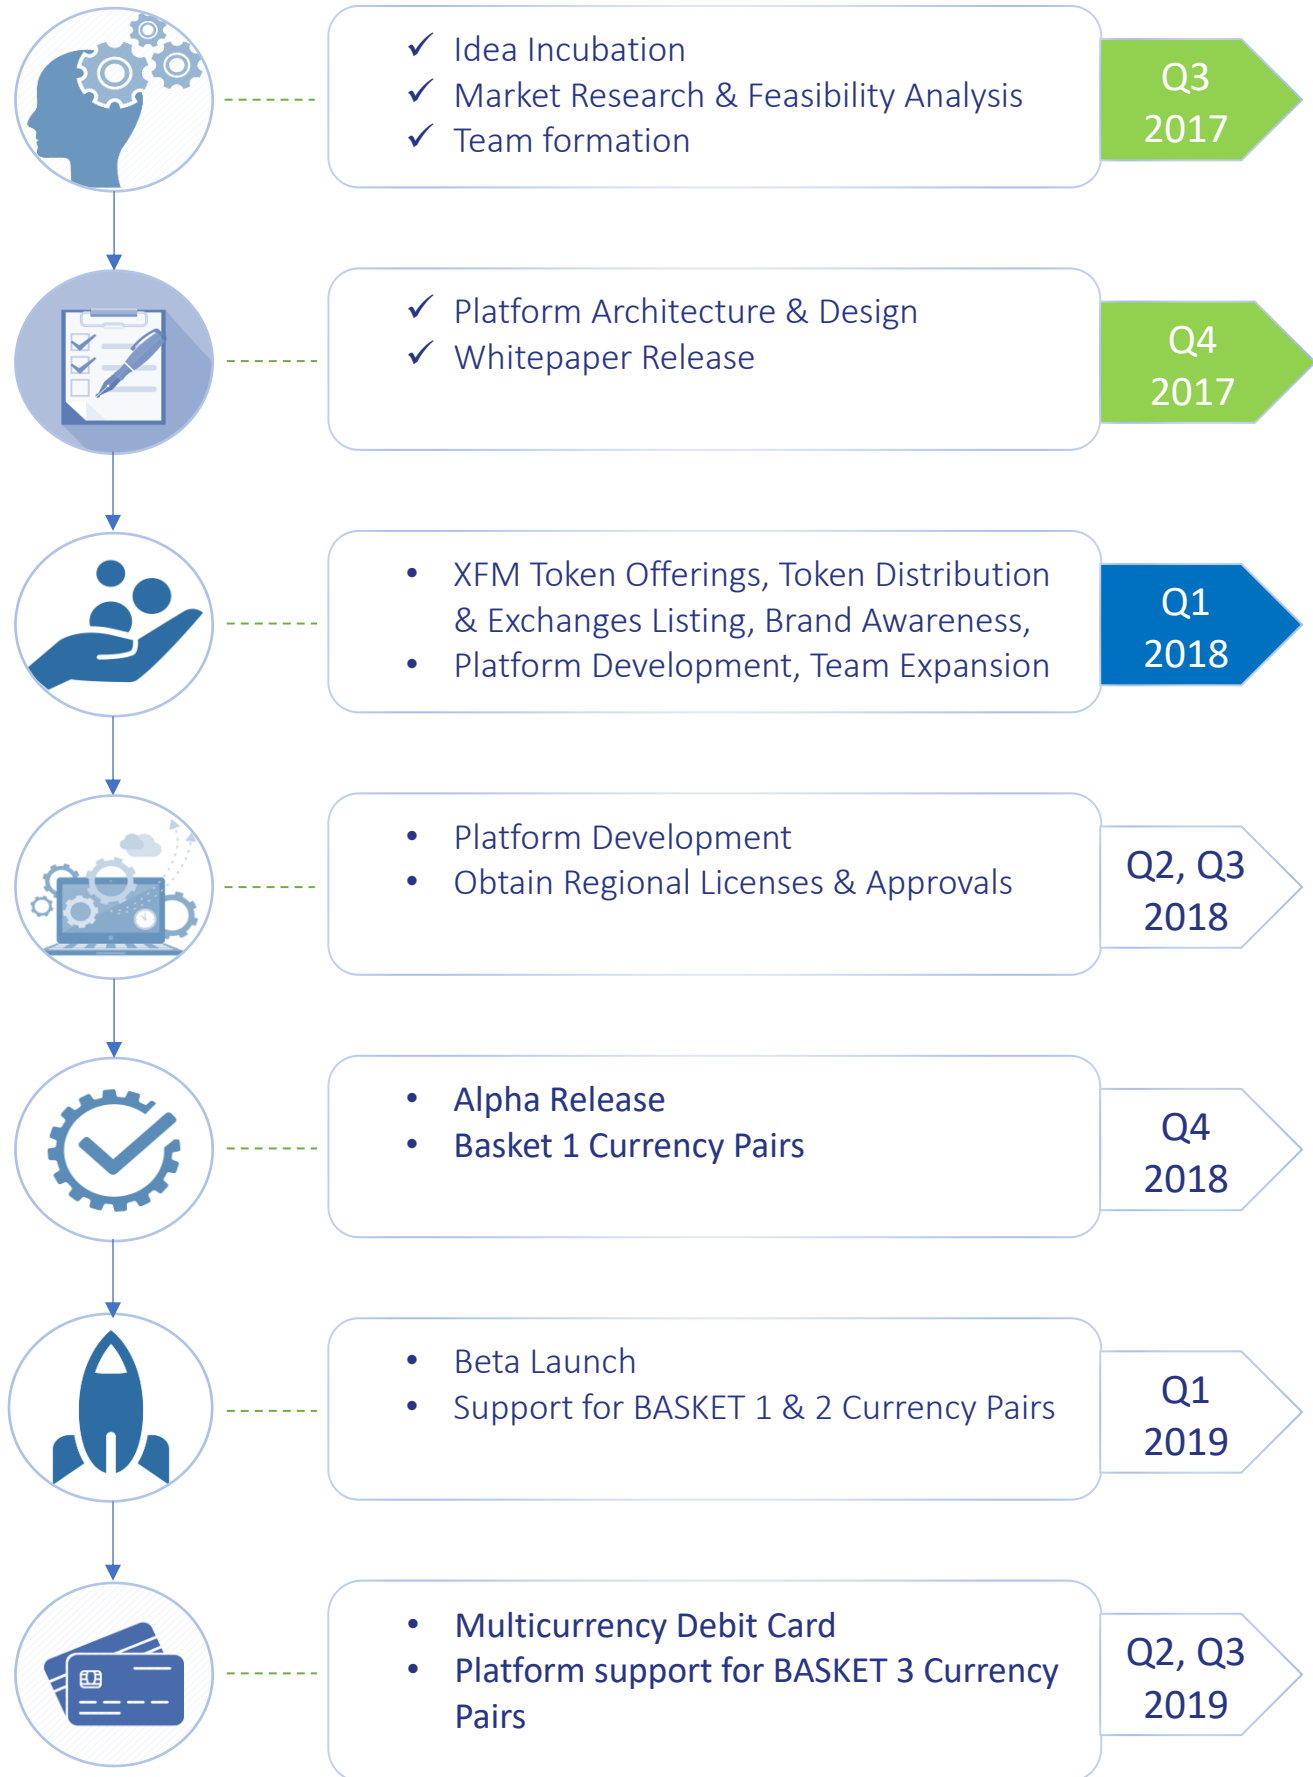 ✓ Idea Incubation
✓ Market Research & Feasibility Analysis
✓ Team formation
Q3
2017
✓ Platform Architecture & Design
✓ Whitepaper Release
Q4
2017
• XFM Token Offerings, Token Distribution
& Exchanges Listing, Brand Awareness,
• Platform Development, Team Expansion
Q1
2018
• Platform Development
• Obtain Regional Licenses & Approvals
Q2, Q3
2018
• Alpha Release
• Basket 1 Currency Pairs
Q4
2018
• Beta Launch
• Support for BASKET 1 & 2 Currency Pairs
Q1
2019
• Multicurrency Debit Card
• Platform support for BASKET 3 Currency
Pairs
Q2, Q3
2019